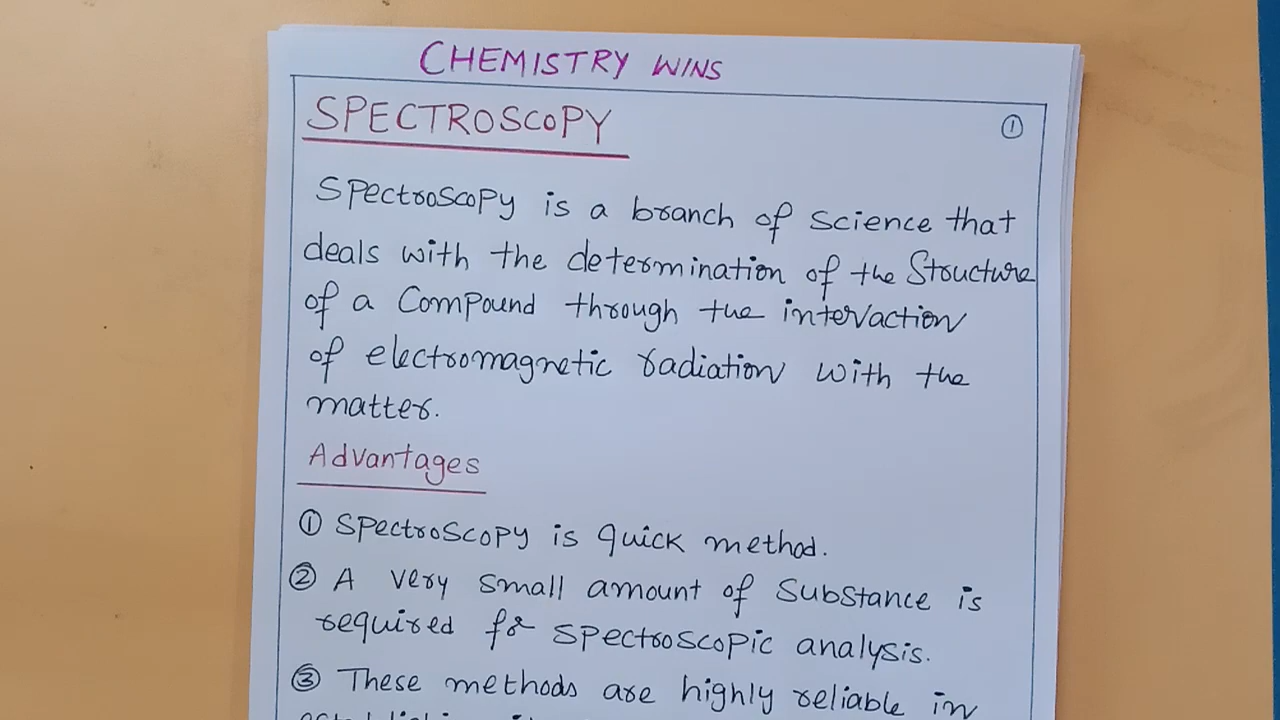 CHEMISTRY WINS
SPECTROSCOPY
①
Spectroscopy is a branch of science that
deals with the determination of the structure
of a compound through the interaction
of electromagnetic radiation with the
matter.
Advantages
① Spectroscopy is quick method.
② A very small amount of substance is
required for spectroscopic analysis.
③ These methods are highly reliable in